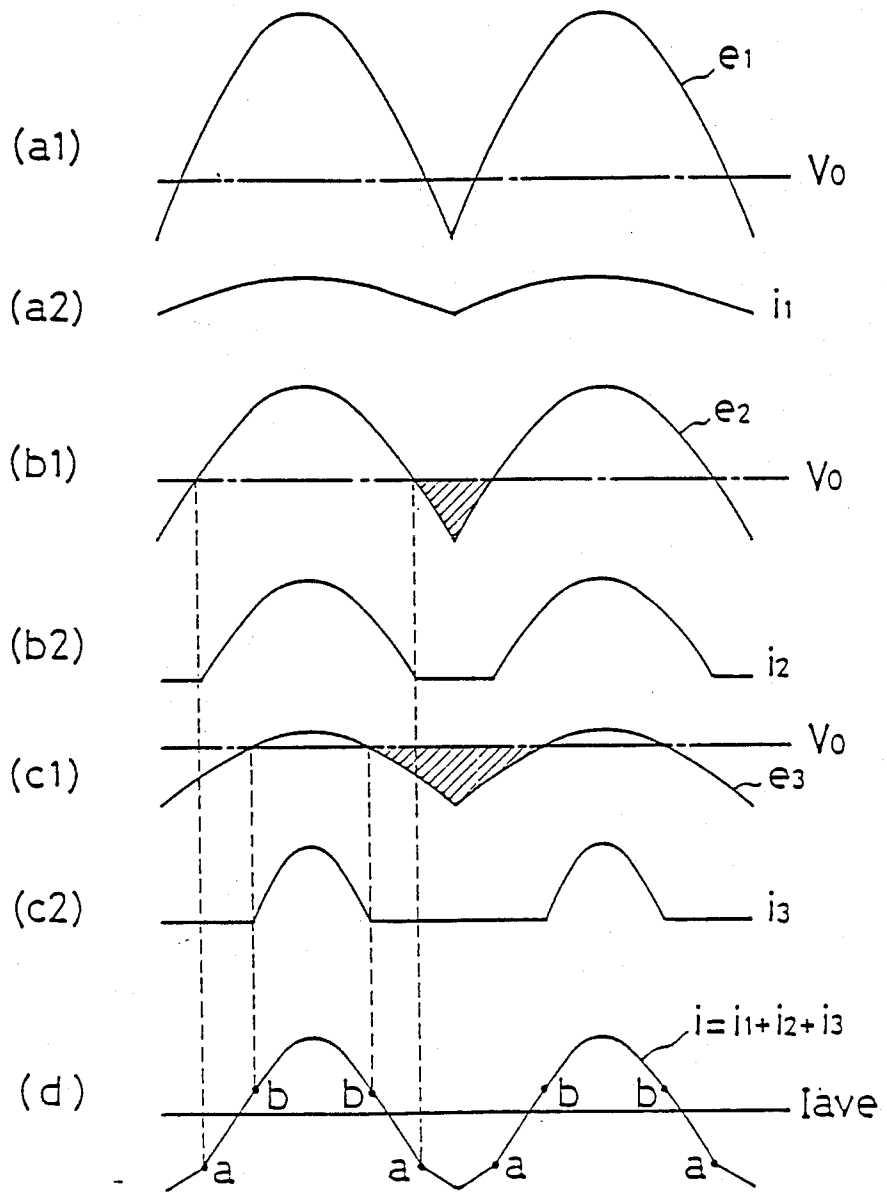 e1
(a1)
V0
(a2)
i1
e2
(b1)
V0
(b2)
i2
V0
(c1)
e3
(c2)
i3
i=i1+i2+i3
(d)
b b b b
Iave
a a a a